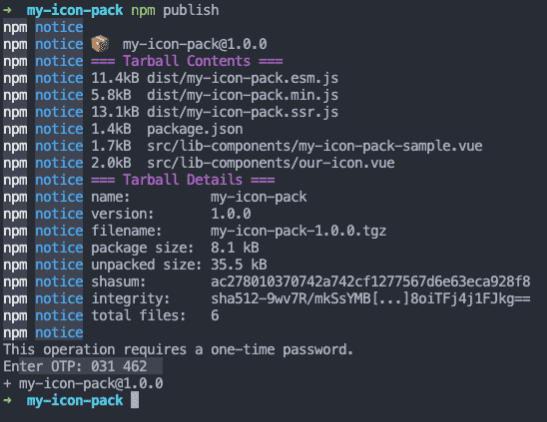 → my-icon-pack npm publish
npm notice
npm notice 📦 my-icon-pack@1.0.0
npm notice === Tarball Contents ===
npm notice 11.4kB dist/my-icon-pack.esm.js
npm notice 5.8kB dist/my-icon-pack.min.js
npm notice 13.1kB dist/my-icon-pack.ssr.js
npm notice 1.4kB package.json
npm notice 1.7kB src/lib-components/my-icon-pack-sample.vue
npm notice 2.0kB src/lib-components/our-icon.vue
npm notice === Tarball Details ===
npm notice name: my-icon-pack
npm notice version: 1.0.0
npm notice filename: my-icon-pack-1.0.0.tgz
npm notice package size: 8.1 kB
npm notice unpacked size: 35.5 kB
npm notice shasum: ac278010370742a742cf1277567d6e63eca928f8
npm notice integrity: sha512-9wv7R/mkSsYMB[...]8oiTFj4j1FJkg==
npm notice total files: 6
npm notice
This operation requires a one-time password.
Enter OTP: 031 462
+ my-icon-pack@1.0.0
→ my-icon-pack